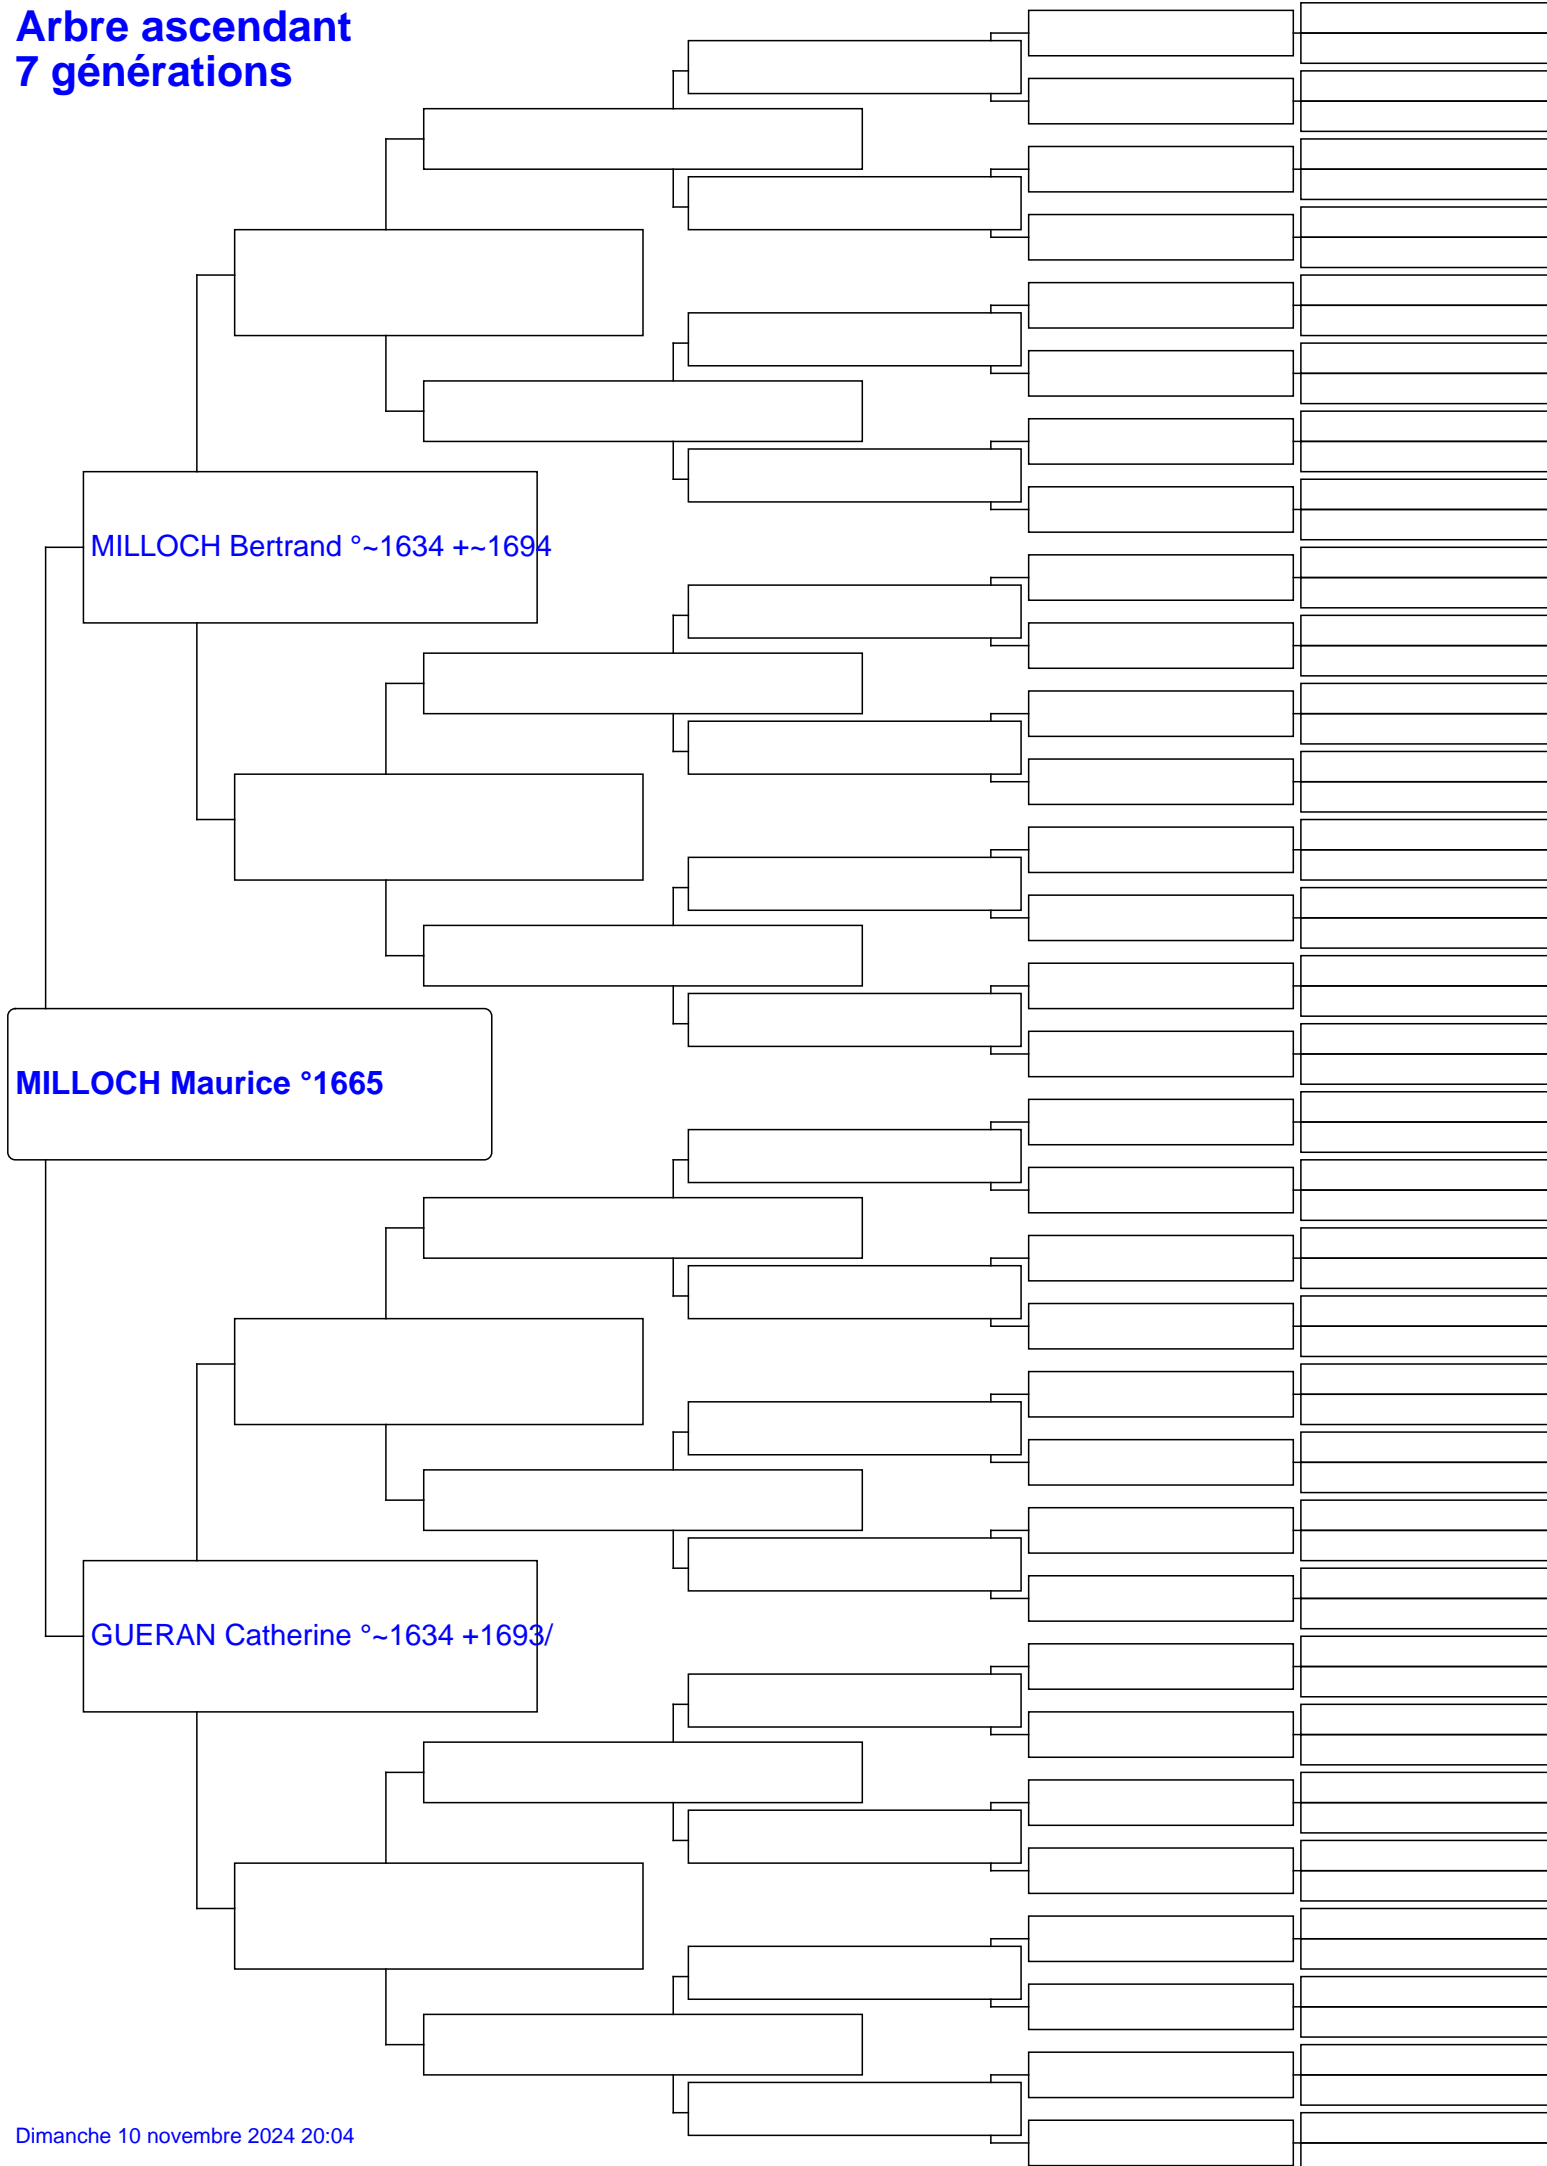 Arbre ascendant
7 générations
MILLOCH Bertrand °~1634 +~1694
MILLOCH Maurice °1665
GUERAN Catherine °~1634 +1693/
Dimanche 10 novembre 2024 20:04